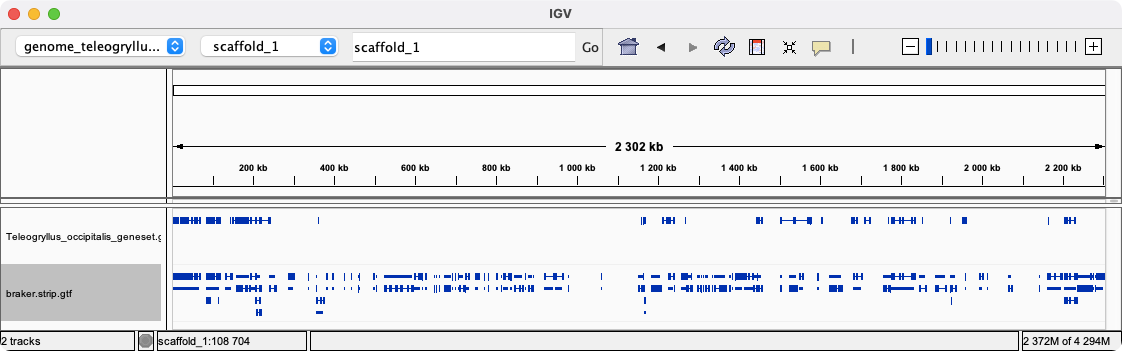 IGV
genome_teleogryllu... scaffold_1 scaffold_1 Go
2 302 kb
200 kb 400 kb 600 kb 800 kb 1 000 kb 1 200 kb 1 400 kb 1 600 kb 1 800 kb 2 000 kb 2 200 kb
Teleogryllus_occipitalis_geneset.g
braker.strip.gtf
2 tracks scaffold_1:108 704 2 372M of 4 294M